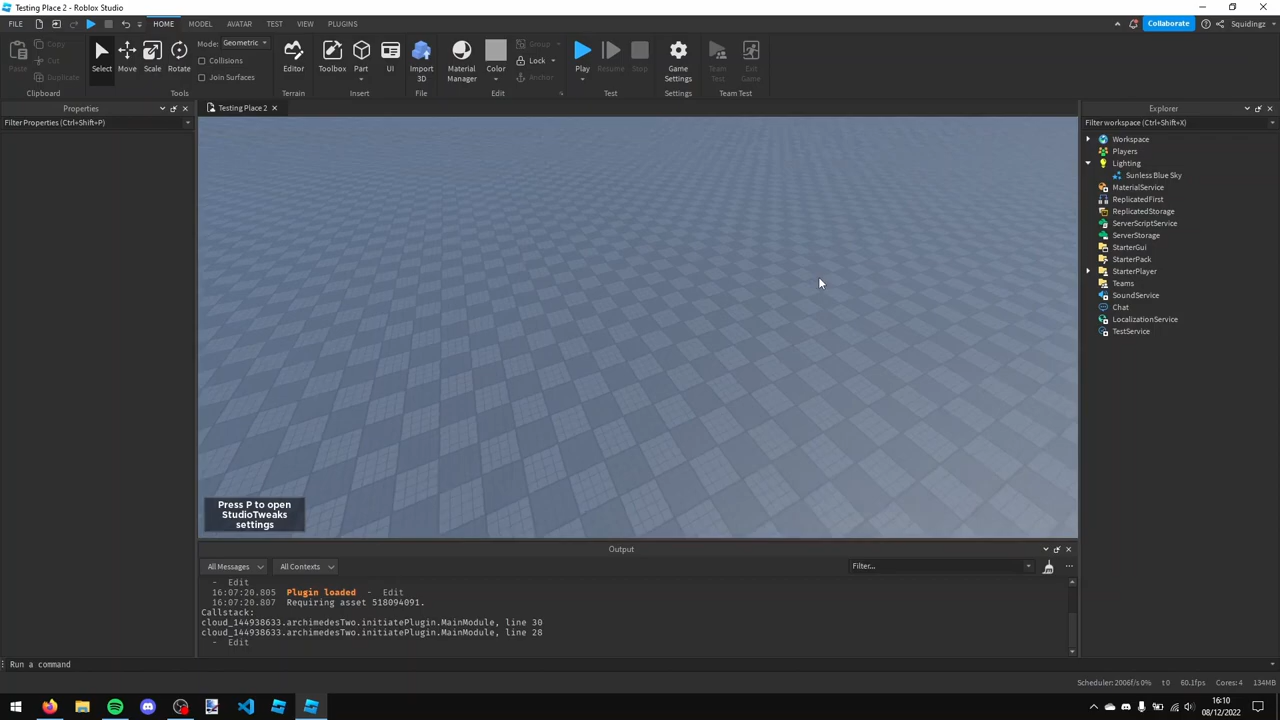 Testing Place 2 - Roblox Studio
FILE HOME MODEL AVATAR TEST VIEW PLUGINS Collaborate Squidingz
Copy
Cut
Duplicate
Paste
Clipboard
Select Move Scale Rotate
Mode: Geometric
Collisions
Join Surfaces
Tools
Editor
Terrain
Toolbox Part UI
Insert
Import
3D
File
Material
Manager
Color
Group
Lock
Anchor
Edit
Play Resume Stop
Test
Game
Settings
Settings
Team
Test
Exit
Game
Team Test
Properties
Filter Properties (Ctrl+Shift+P)
Testing Place 2
Press P to open
StudioTweaks
settings
Explorer
Filter workspace (Ctrl+Shift+X)
Workspace
Players
Lighting
Sunless Blue Sky
MaterialService
ReplicatedFirst
ReplicatedStorage
ServerScriptService
ServerStorage
StarterGui
StarterPack
StarterPlayer
Teams
SoundService
Chat
LocalizationService
TestService
Output
All Messages All Contexts Filter...
- Edit
16:07:20.805 Plugin loaded - Edit
16:07:20.807 Requiring asset 518094091.
Callstack:
cloud_144938633.archimedesTwo.initiatePlugin.MainModule, line 30
cloud_144938633.archimedesTwo.initiatePlugin.MainModule, line 28
- Edit
Run a command
Scheduler: 2006f/s 0% t 0 60.1fps Cores: 4 134MB
16:10
08/12/2022